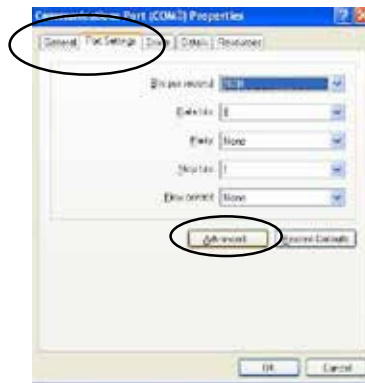 Communications Port (COM1) Properties
General Port Settings Driver Details Resources
Bits per second
Data bits 8
Parity None
Stop bits 1
Flow control None
Advanced Restore Defaults
OK Cancel